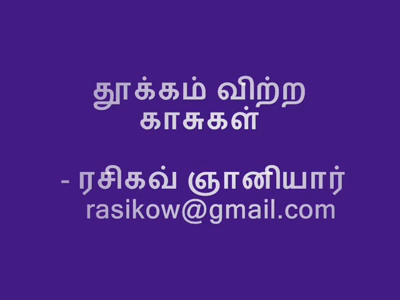 தூக்கம் விற்ற
காசுகள்
- ரசிகவ் ஞானியார்
rasikow@gmail.com